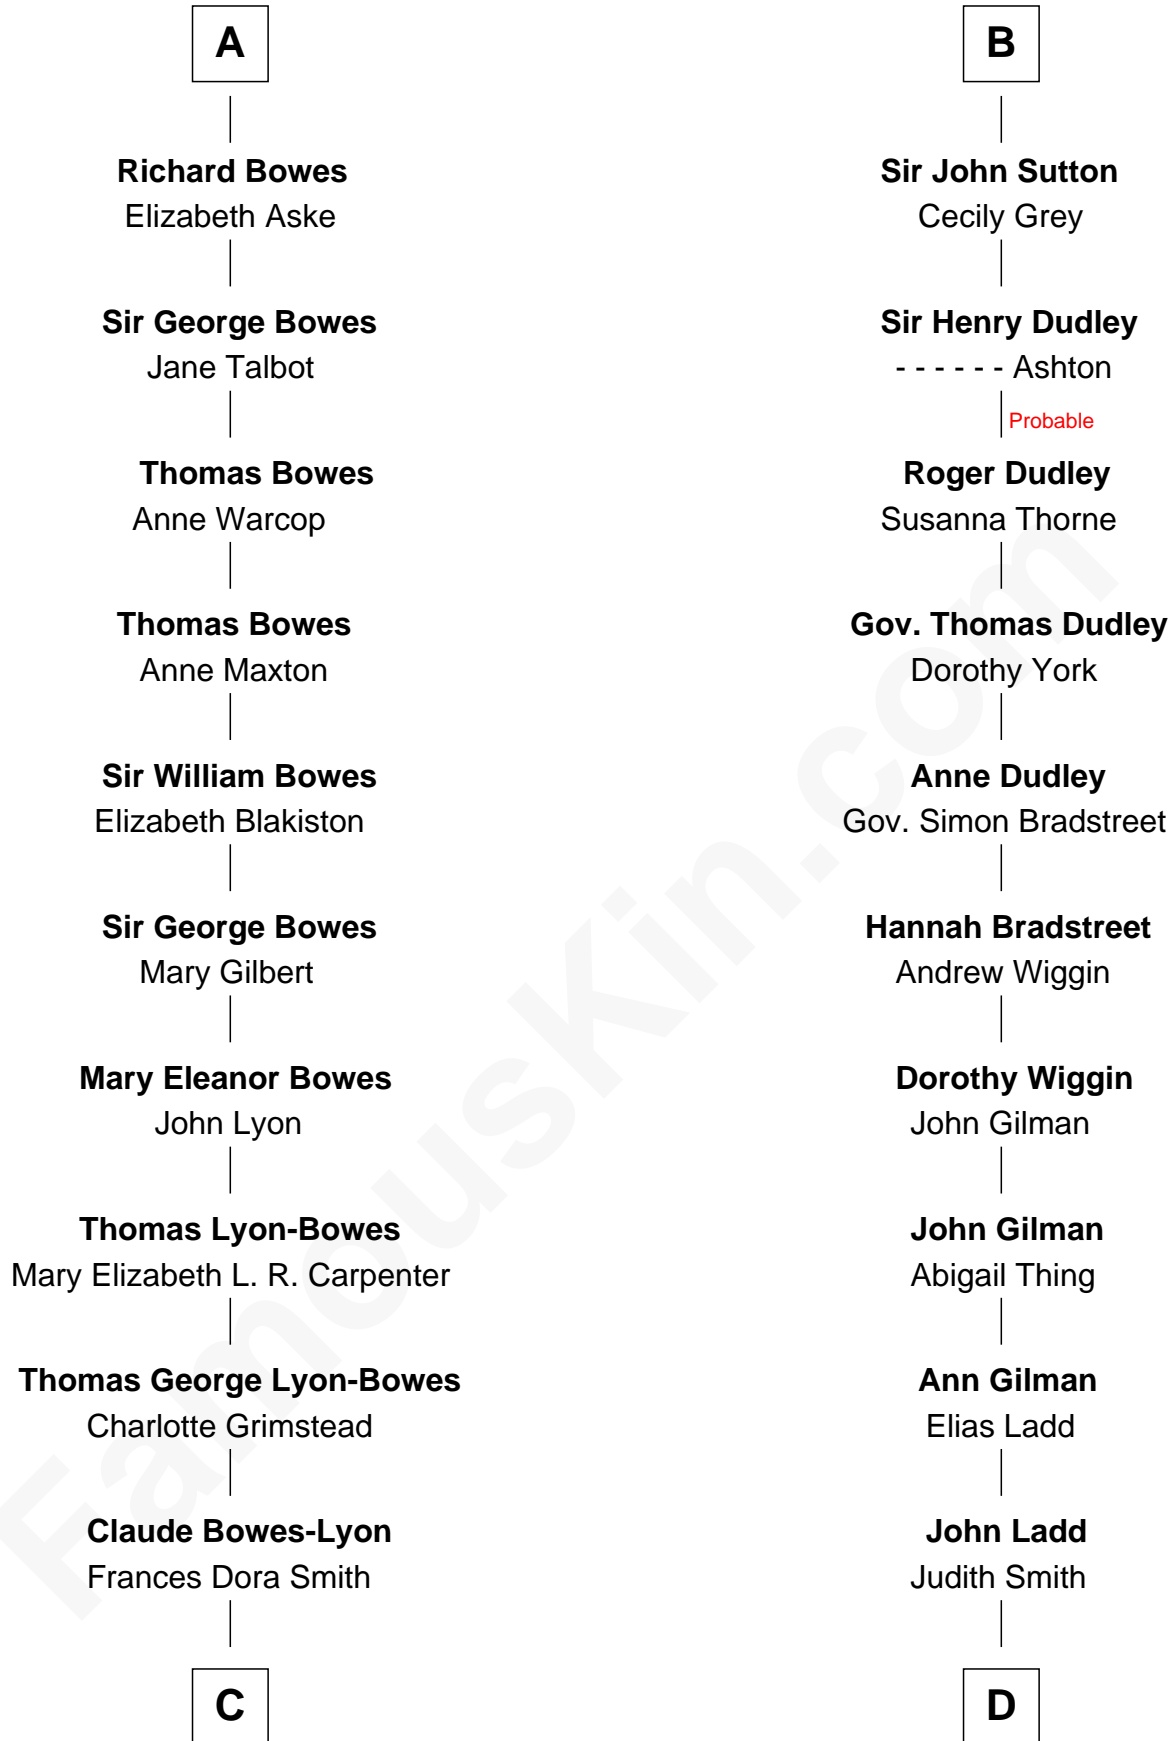 A
Richard Bowes
Elizabeth Aske
Sir George Bowes
Jane Talbot
Thomas Bowes
Anne Warcop
Thomas Bowes
Anne Maxton
Sir William Bowes
Elizabeth Blakiston
Sir George Bowes
Mary Gilbert
Mary Eleanor Bowes
John Lyon
Thomas Lyon-Bowes
Mary Elizabeth L. R. Carpenter
Thomas George Lyon-Bowes
Charlotte Grimstead
Claude Bowes-Lyon
Frances Dora Smith
C
B
Sir John Sutton
Cecily Grey
Sir Henry Dudley
- - - - - - Ashton
Probable
Roger Dudley
Susanna Thorne
Gov. Thomas Dudley
Dorothy York
Anne Dudley
Gov. Simon Bradstreet
Hannah Bradstreet
Andrew Wiggin
Dorothy Wiggin
John Gilman
John Gilman
Abigail Thing
Ann Gilman
Elias Ladd
John Ladd
Judith Smith
D
FamousKin.com